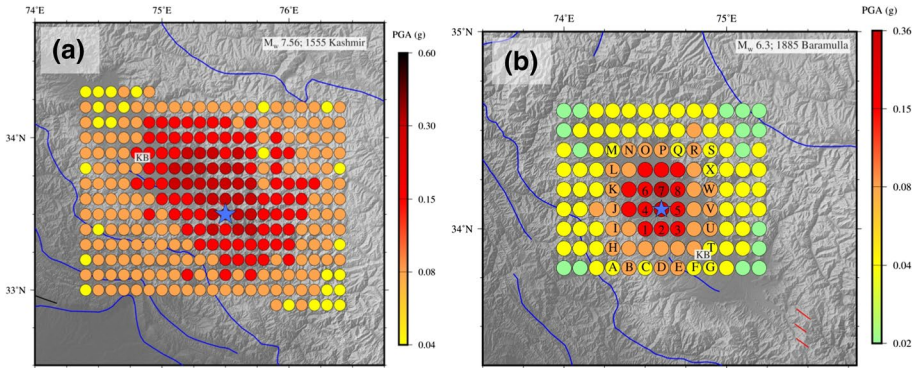 74°E 75°E 76°E
(a)
Mw 7.56; 1555 Kashmir
PGA (g)
0.60
0.30
0.15
0.08
0.04
34°N
33°N
KB
74°E 75°E
35°N
34°N
(b)
Mw 6.3; 1885 Baramulla
PGA (g)
0.36
0.15
0.08
0.04
0.02
M N O P Q R S
L X
K 6 7 8 W
J 4 5 V
I 1 2 3 U
H T
KB
A B C D E F G